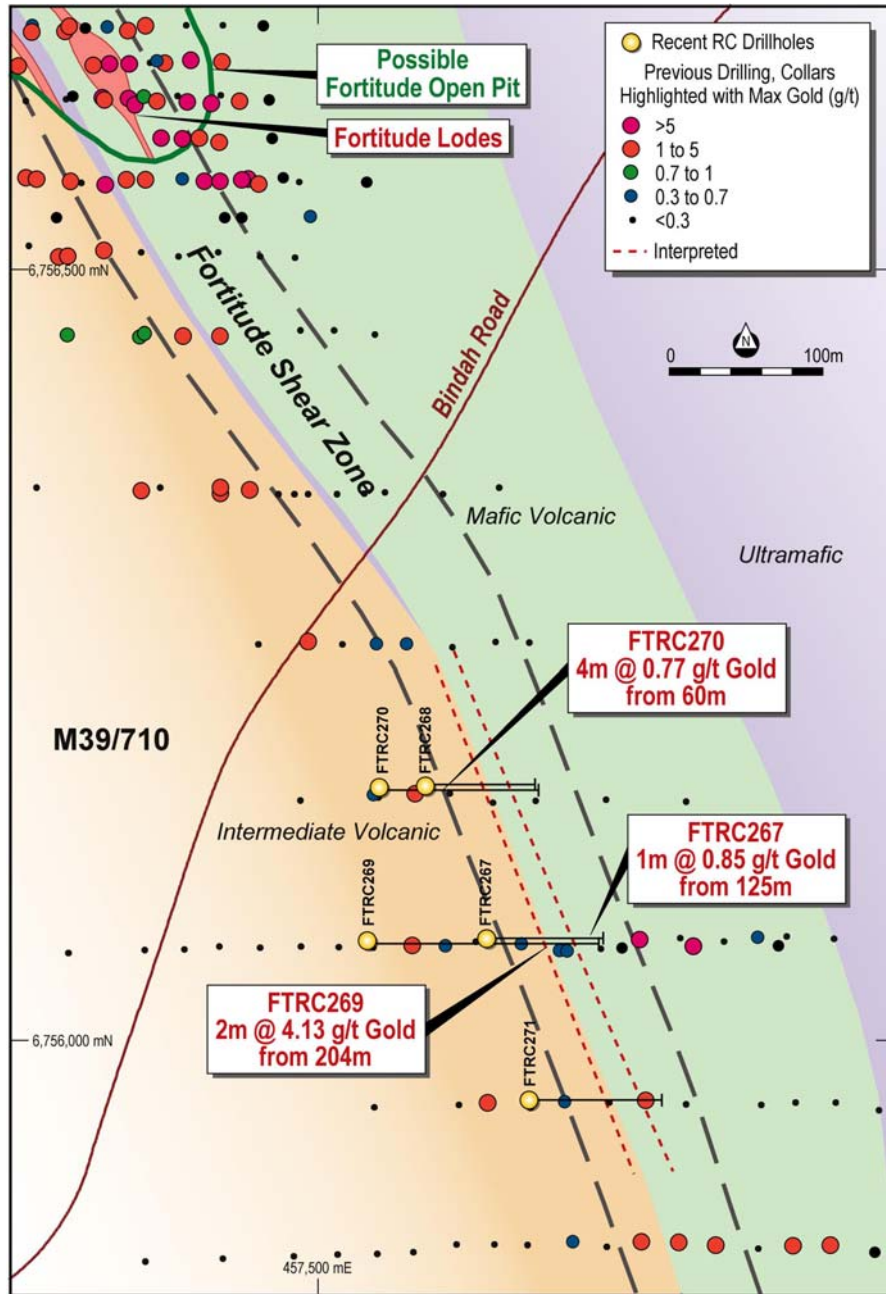 Possible
Fortitude Open Pit
Fortitude Lodes
Recent RC Drillholes
Previous Drilling, Collars
Highlighted with Max Gold (g/t)
>5
1 to 5
0.7 to 1
0.3 to 0.7
<0.3
Interpreted
6,756,500 mN
Fortitude Shear Zone
Bindah Road
N
0
100m
Mafic Volcanic
Ultramafic
FTRC270
4m @ 0.77 g/t Gold
from 60m
M39/710
FTRC270
FTRC268
Intermediate Volcanic
FTRC267
1m @ 0.85 g/t Gold
from 125m
FTRC269
FTRC267
FTRC269
2m @ 4.13 g/t Gold
from 204m
6,756,000 mN
FTRC271
457,500 mE